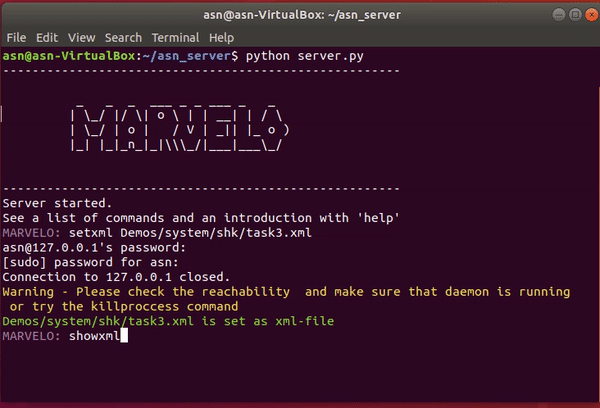 asn@asn-VirtualBox: ~/asn_server
File Edit View Search Terminal Help
asn@asn-VirtualBox:~/asn_server$ python server.py
------------------------------------------------------
MARVELO
------------------------------------------------------
Server started.
See a list of commands and an introduction with 'help'
MARVELO: setxml Demos/system/shk/task3.xml
asn@127.0.0.1's password:
[sudo] password for asn:
Connection to 127.0.0.1 closed.
Warning - Please check the reachability  and make sure that daemon is running
 or try the killproccess command
Demos/system/shk/task3.xml is set as xml-file
MARVELO: showxml